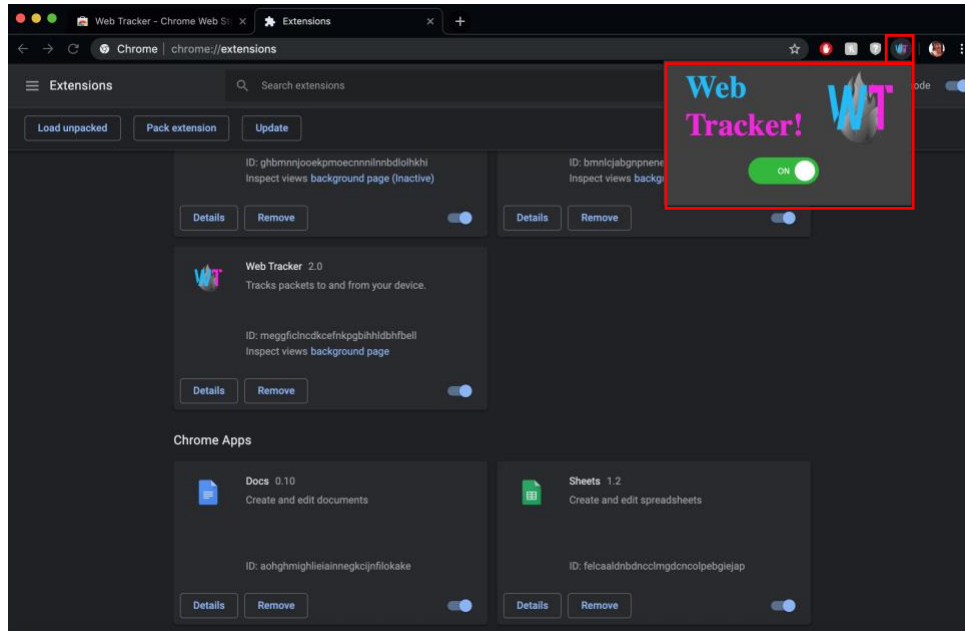 Web Tracker - Chrome Web St
Extensions
Chrome | chrome://extensions
Extensions
Search extensions
ode
Load unpacked
Pack extension
Update
Web
Tracker!
WT
ON
ID: ghbmnnjooekpmoecnnnilnnbdlolhkhi
Inspect views background page (Inactive)
Details
Remove
ID: bmnlcjabgnpnene
Inspect views backg
Details
Remove
WT
Web Tracker 2.0
Tracks packets to and from your device.
ID: meggficlncdkcefnkpgbihhldbhfbell
Inspect views background page
Details
Remove
Chrome Apps
Docs 0.10
Create and edit documents
ID: aohghmighlieiainnegkcijnfilokake
Details
Remove
Sheets 1.2
Create and edit spreadsheets
ID: felcaaldnbdncclmgdcncolpebgiejap
Details
Remove